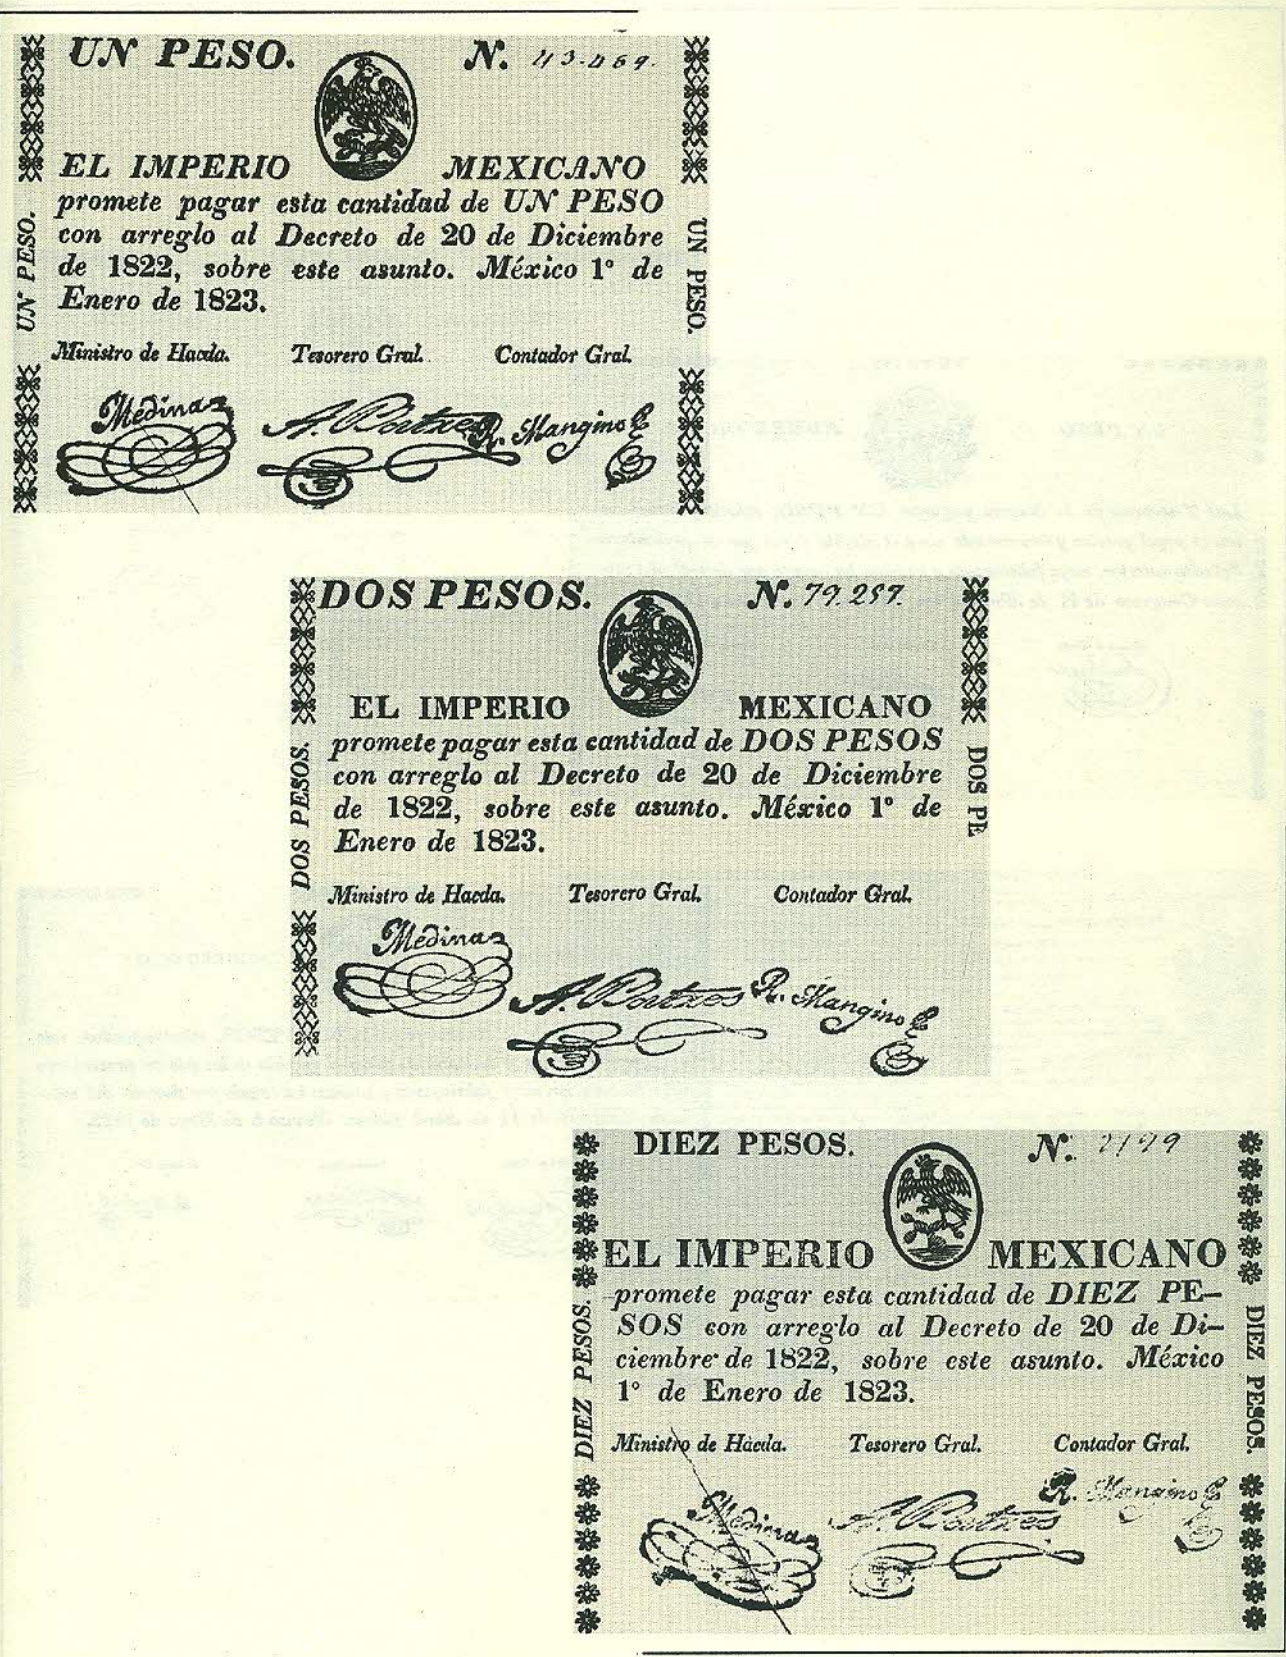 UN PESO. N. 43.469.
EL IMPERIO MEXICANO
promete pagar esta cantidad de UN PESO
con arreglo al Decreto de 20 de Diciembre
de 1822, sobre este asunto. México 1º de
Enero de 1823.
Ministro de Hacda. Tesorero Gral. Contador Gral.
Medina A. Batres R. Mangino
UN PESO.
UN PESO.
DOS PESOS. N. 79.257.
EL IMPERIO MEXICANO
promete pagar esta cantidad de DOS PESOS
con arreglo al Decreto de 20 de Diciembre
de 1822, sobre este asunto. México 1º de
Enero de 1823.
Ministro de Hacda. Tesorero Gral. Contador Gral.
Medina A. Batres R. Mangino
DOS PESOS.
DOS PE
DIEZ PESOS. N. 2199
EL IMPERIO MEXICANO
promete pagar esta cantidad de DIEZ PE-
SOS con arreglo al Decreto de 20 de Di-
ciembre de 1822, sobre este asunto. México
1º de Enero de 1823.
Ministro de Hacda. Tesorero Gral. Contador Gral.
Medina A. Batres R. Mangino
DIEZ PESOS.
DIEZ PESOS.